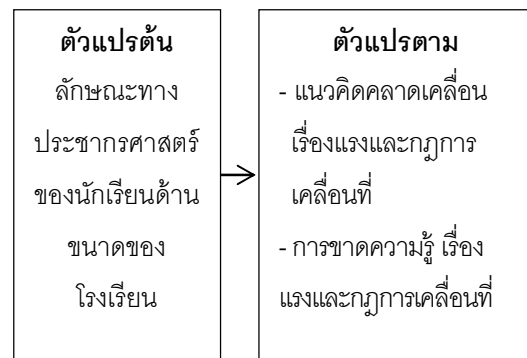 ตัวแปรต้น
ลักษณะทาง
ประชากรศาสตร์
ของนักเรียนด้าน
ขนาดของ
โรงเรียน
ตัวแปรตาม
- แนวคิดคลาดเคลื่อน
เรื่องแรงและกฎการ
เคลื่อนที่
- การขาดความรู้ เรื่อง
แรงและกฎการเคลื่อนที่